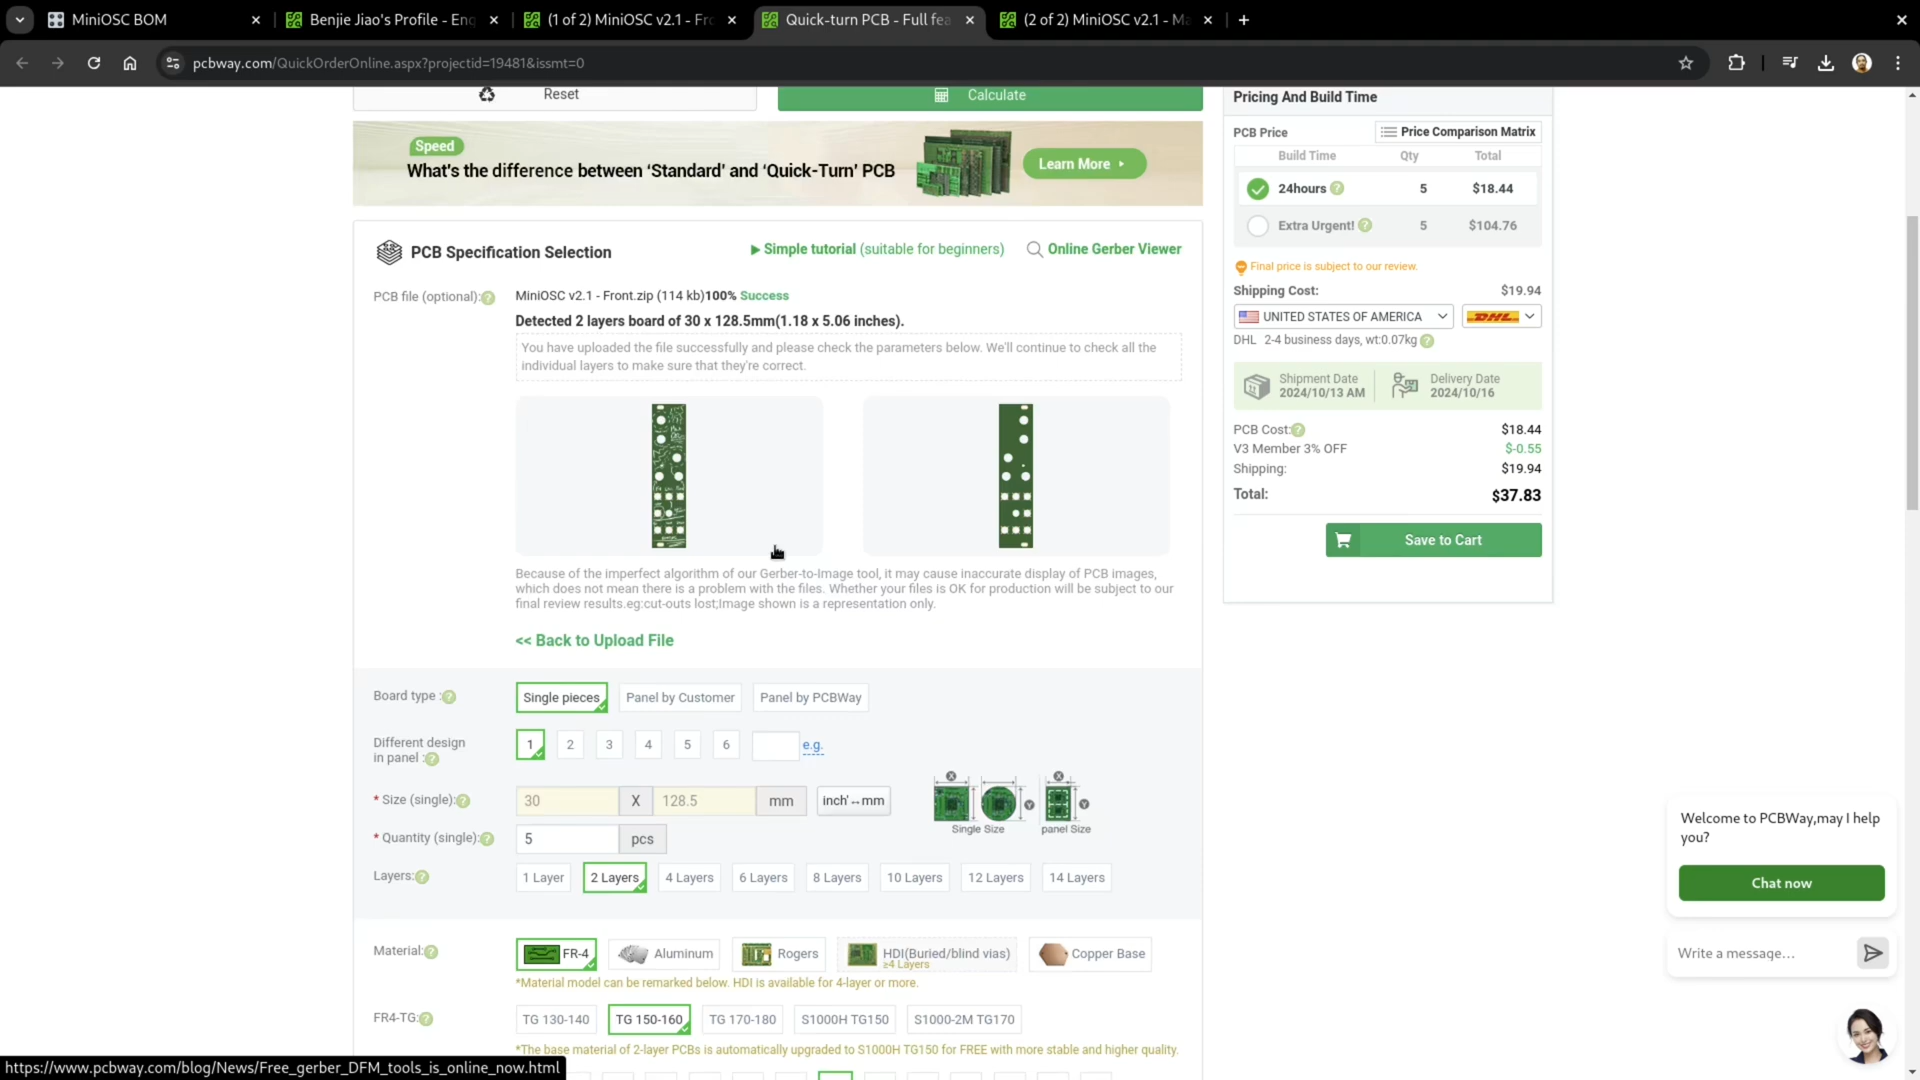 MiniOSC BOM
Benjie Jiao's Profile - Eng
(1 of 2) MiniOSC v2.1 - Fro
Quick-turn PCB - Full fea
(2 of 2) MiniOSC v2.1 - Ma
pcbway.com/QuickOrderOnline.aspx?projectid=19481&issmt=0
Reset
Calculate
Speed
What's the difference between ‘Standard’ and ‘Quick-Turn’ PCB
Learn More
PCB Specification Selection
Simple tutorial (suitable for beginners)
Online Gerber Viewer
PCB file (optional):
MiniOSC v2.1 - Front.zip (114 kb)100% Success
Detected 2 layers board of 30 x 128.5mm(1.18 x 5.06 inches).
You have uploaded the file successfully and please check the parameters below. We'll continue to check all the
individual layers to make sure that they're correct.
Because of the imperfect algorithm of our Gerber-to-Image tool, it may cause inaccurate display of PCB images,
which does not mean there is a problem with the files. Whether your files is OK for production will be subject to our
final review results.eg:cut-outs lost;Image shown is a representation only.
<< Back to Upload File
Board type :
Single pieces
Panel by Customer
Panel by PCBWay
Different design
in panel :
1 2 3 4 5 6 e.g.
* Size (single):
30 X 128.5 mm inch'↔mm
X X
Y Y
Single Size panel Size
* Quantity (single):
5 pcs
Layers:
1 Layer 2 Layers 4 Layers 6 Layers 8 Layers 10 Layers 12 Layers 14 Layers
Material:
FR-4 Aluminum Rogers HDI(Buried/blind vias) Copper Base
≥4 Layers
*Material model can be remarked below. HDI is available for 4-layer or more.
FR4-TG:
TG 130-140 TG 150-160 TG 170-180 S1000H TG150 S1000-2M TG170
*The base material of 2-layer PCBs is automatically upgraded to S1000H TG150 for FREE with more stable and higher quality.
Pricing And Build Time
PCB Price
Price Comparison Matrix
Build Time Qty Total
24hours 5 $18.44
Extra Urgent! 5 $104.76
Final price is subject to our review.
Shipping Cost: $19.94
UNITED STATES OF AMERICA DHL
DHL 2-4 business days, wt:0.07kg
Shipment Date
2024/10/13 AM
Delivery Date
2024/10/16
PCB Cost: $18.44
V3 Member 3% OFF $-0.55
Shipping: $19.94
Total: $37.83
Save to Cart
Welcome to PCBWay,may I help
you?
Chat now
Write a message...
https://www.pcbway.com/blog/News/Free_gerber_DFM_tools_is_online_now.html